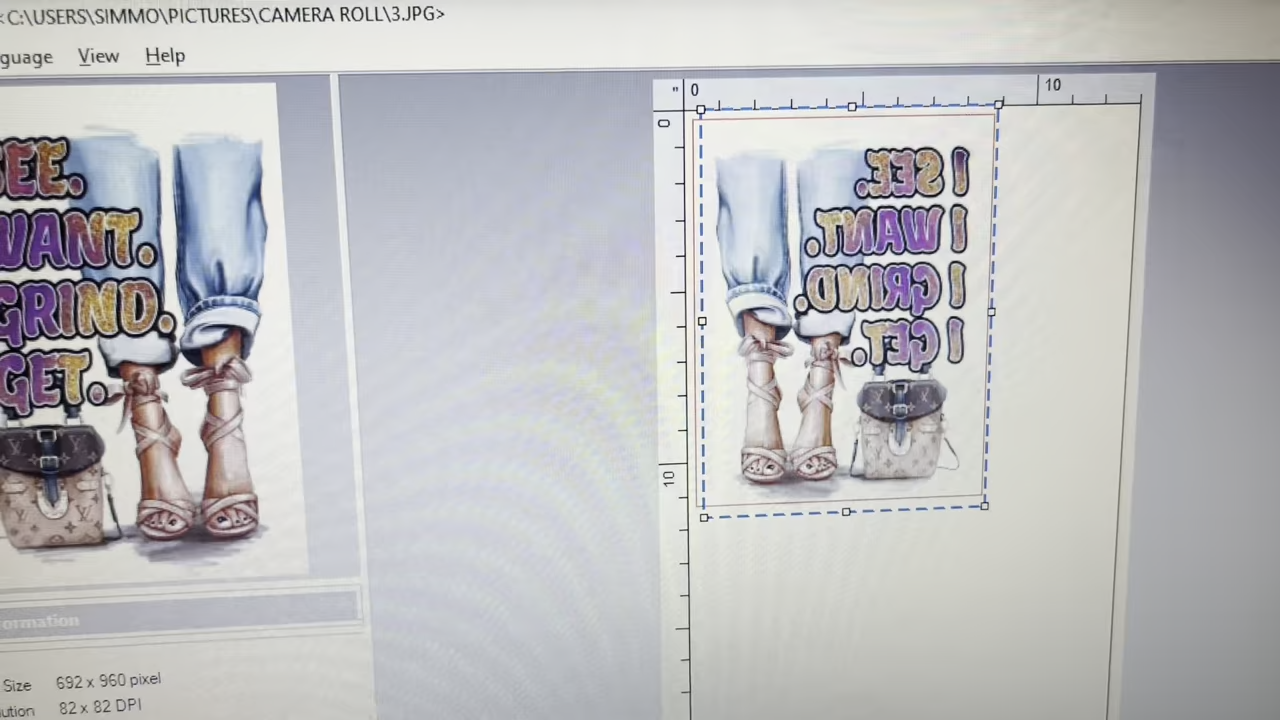 <C:\USERS\SIMMO\PICTURES\CAMERA ROLL\3.JPG>
guage View Help
" 0 10
0
10
SEE.
WANT.
GRIND.
GET.
I SEE.
I WANT.
I GRIND.
I GET.
ormation
Size 692 x 960 pixel
ution 82 x 82 DPI